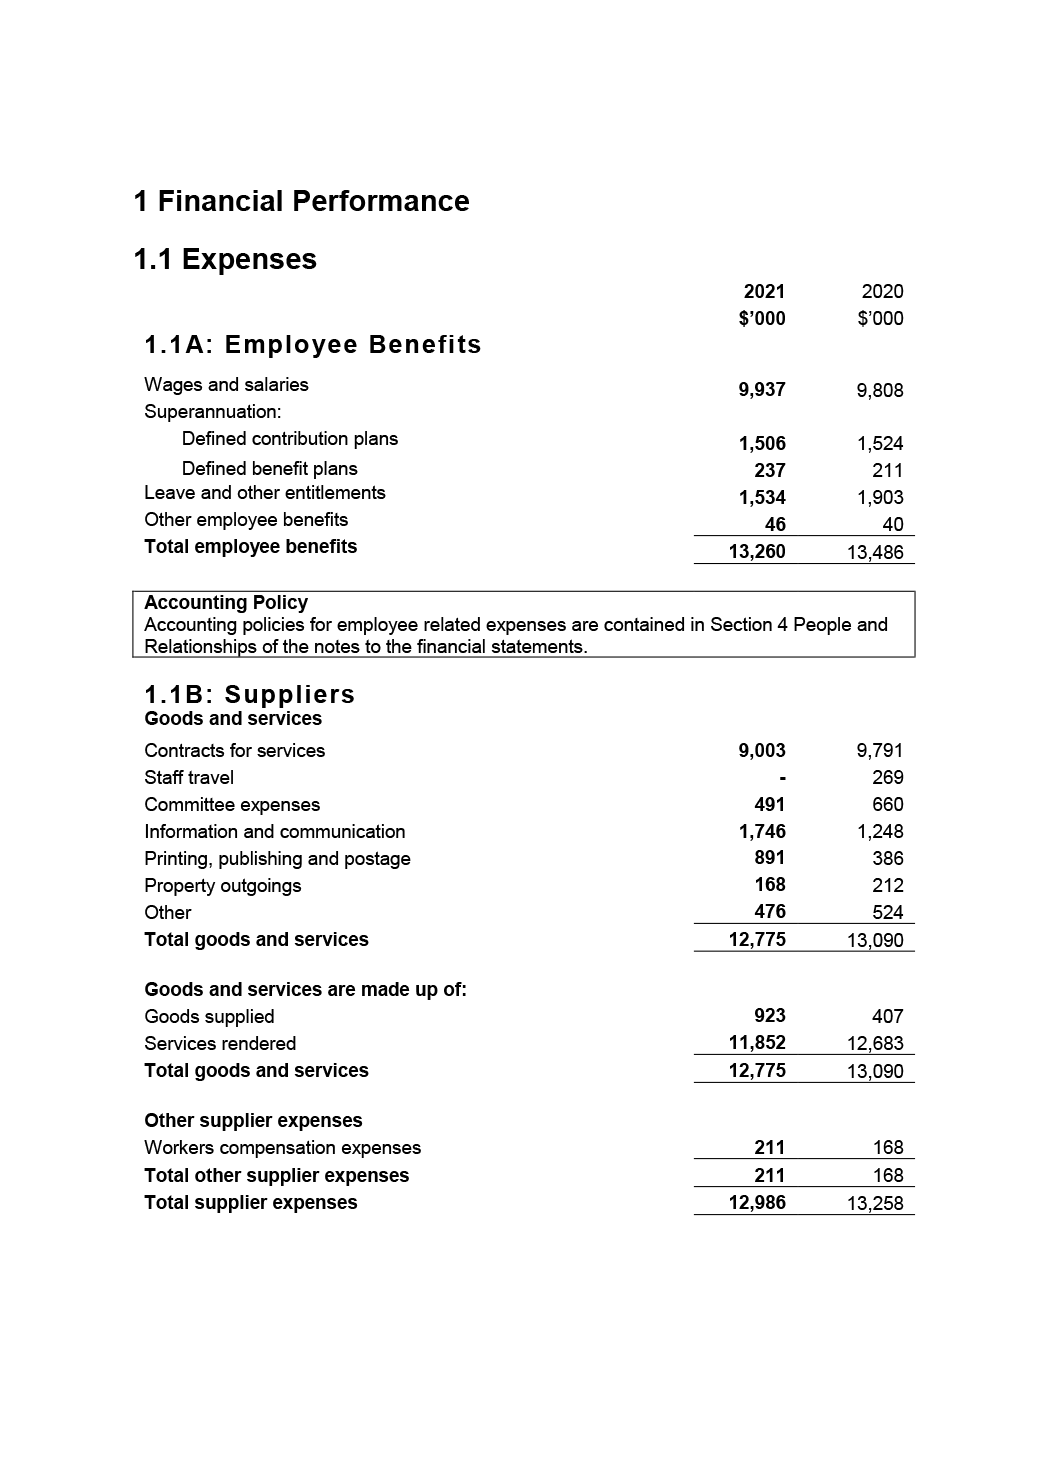 1 Financial Performance
1.1 Expenses
2021 2020
$’000 $’000
1.1A: Employee Benefits
Wages and salaries 9,937 9,808
Superannuation:
Defined contribution plans 1,506 1,524
Defined benefit plans 237 211
Leave and other entitlements 1,534 1,903
Other employee benefits 46 40
Total employee benefits 13,260 13,486
Accounting Policy
Accounting policies for employee related expenses are contained in Section 4 People and
Relationships of the notes to the financial statements.
1.1B: Suppliers
Goods and services
Contracts for services 9,003 9,791
Staff travel - 269
Committee expenses 491 660
Information and communication 1,746 1,248
Printing, publishing and postage 891 386
Property outgoings 168 212
Other 476 524
Total goods and services 12,775 13,090
Goods and services are made up of:
Goods supplied 923 407
Services rendered 11,852 12,683
Total goods and services 12,775 13,090
Other supplier expenses
Workers compensation expenses 211 168
Total other supplier expenses 211 168
Total supplier expenses 12,986 13,258